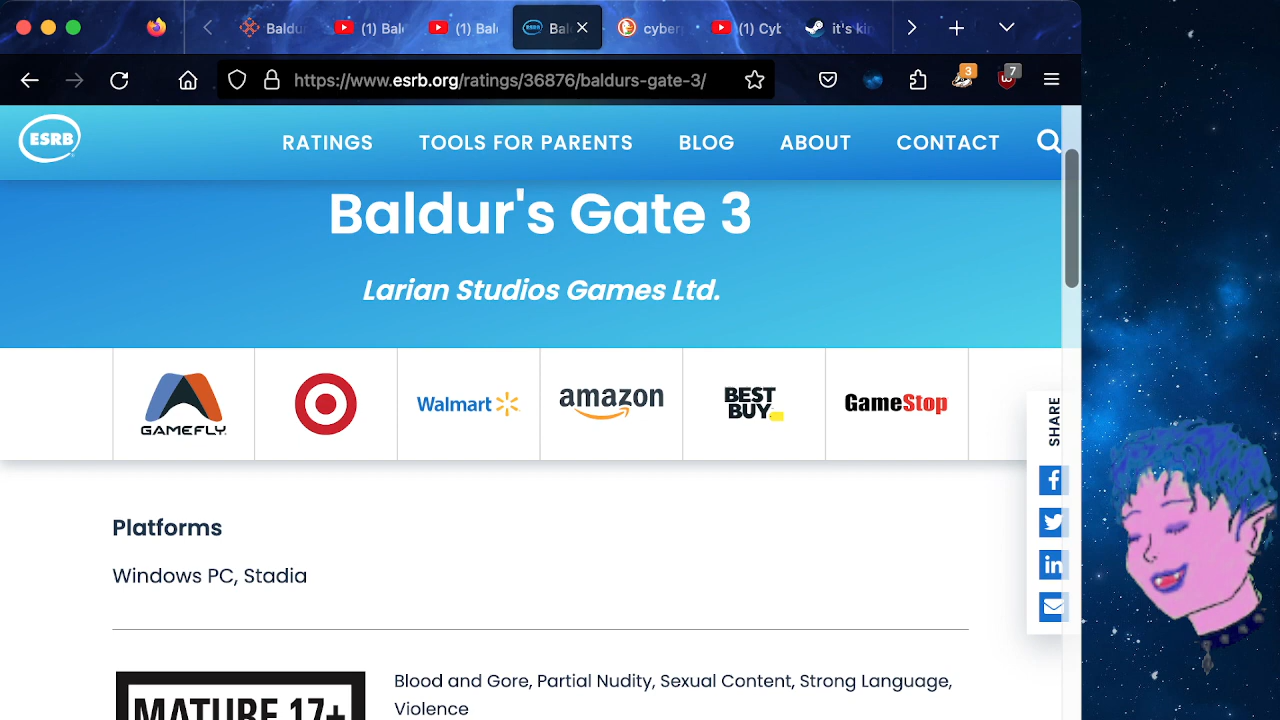 Baldu
(1) Bal
(1) Bal
Bal
cyber
(1) Cyb
it's kin
https://www.esrb.org/ratings/36876/baldurs-gate-3/
3
7
ESRB
RATINGS
TOOLS FOR PARENTS
BLOG
ABOUT
CONTACT
Baldur's Gate 3
Larian Studios Games Ltd.
GAMEFLY
Walmart
amazon
BEST
BUY
GameStop
SHARE
Platforms
Windows PC, Stadia
MATURE 17+
Blood and Gore, Partial Nudity, Sexual Content, Strong Language,
Violence